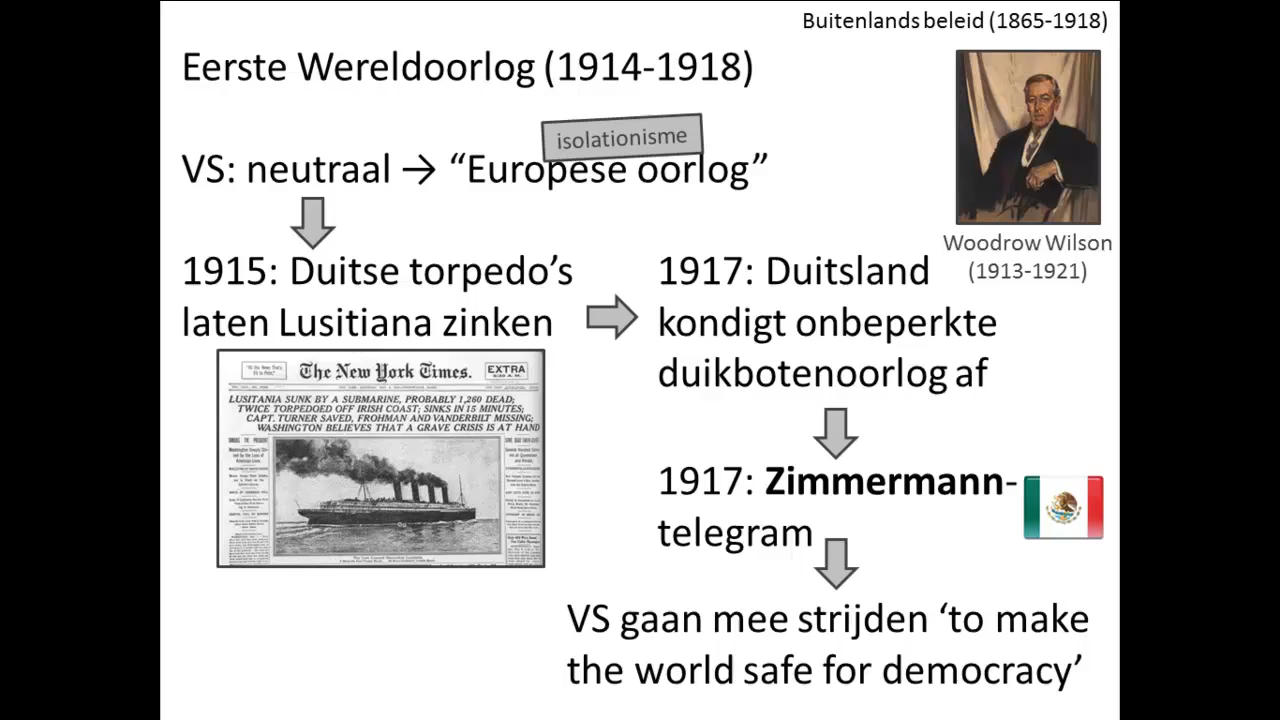 Buitenlands beleid (1865-1918)
Eerste Wereldoorlog (1914-1918)
isolationisme
VS: neutraal → “Europese oorlog”
Woodrow Wilson
(1913-1921)
1915: Duitse torpedo’s
laten Lusitiana zinken
1917: Duitsland
kondigt onbeperkte
duikbotenoorlog af
The New York Times.
EXTRA
LUSITANIA SUNK BY A SUBMARINE, PROBABLY 1,260 DEAD;
TWICE TORPEDOED OFF IRISH COAST; SINKS IN 15 MINUTES;
CAPT. TURNER SAVED, FROHMAN AND VANDERBILT MISSING;
WASHINGTON BELIEVES THAT A GRAVE CRISIS IS AT HAND
1917: Zimmermann-
telegram
VS gaan mee strijden ‘to make
the world safe for democracy’